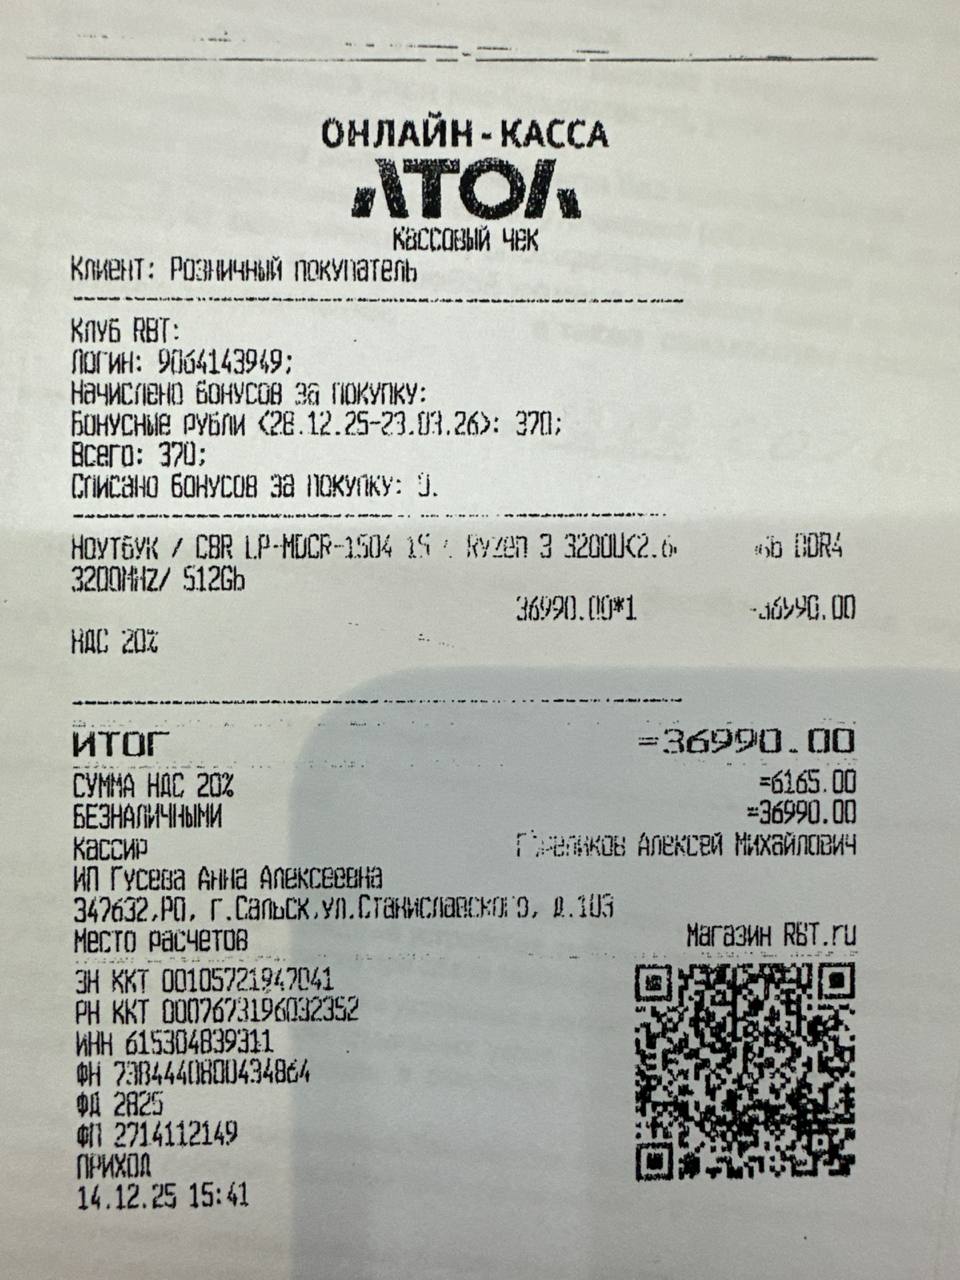 ОНЛАЙН-КАССА
АТОЛ
Кассовый чек
Клиент: Розничный покупатель
Клуб RBT:
Логин: 9064143949;
Начислено бонусов за покупку:
Бонусные рубли <28.12.25-23.03.26>: 370;
Всего: 370;
Списано бонусов за покупку: 0.
Ноутбук / CBR LP-MDCR-1504 Ryzen 3 3200U DDR4
3200MHz/ 512Gb
36990.00*1 =36990.00
НДС 20%
ИТОГ =36990.00
СУММА НДС 20% =6165.00
БЕЗНАЛИЧНЫМИ =36990.00
Кассир Гореликов Алексей Михайлович
ИП Гусева Анна Алексеевна
347632,РО, г.Сальск,ул.Станиславского, д.103
Место расчетов Магазин RBT.ru
ЗН ККТ 00105721947041
РН ККТ 0007673196032352
ИНН 615304839311
ФН 7384440800434864
ФД 2825
ФП 2714112149
ПРИХОД
14.12.25 15:41